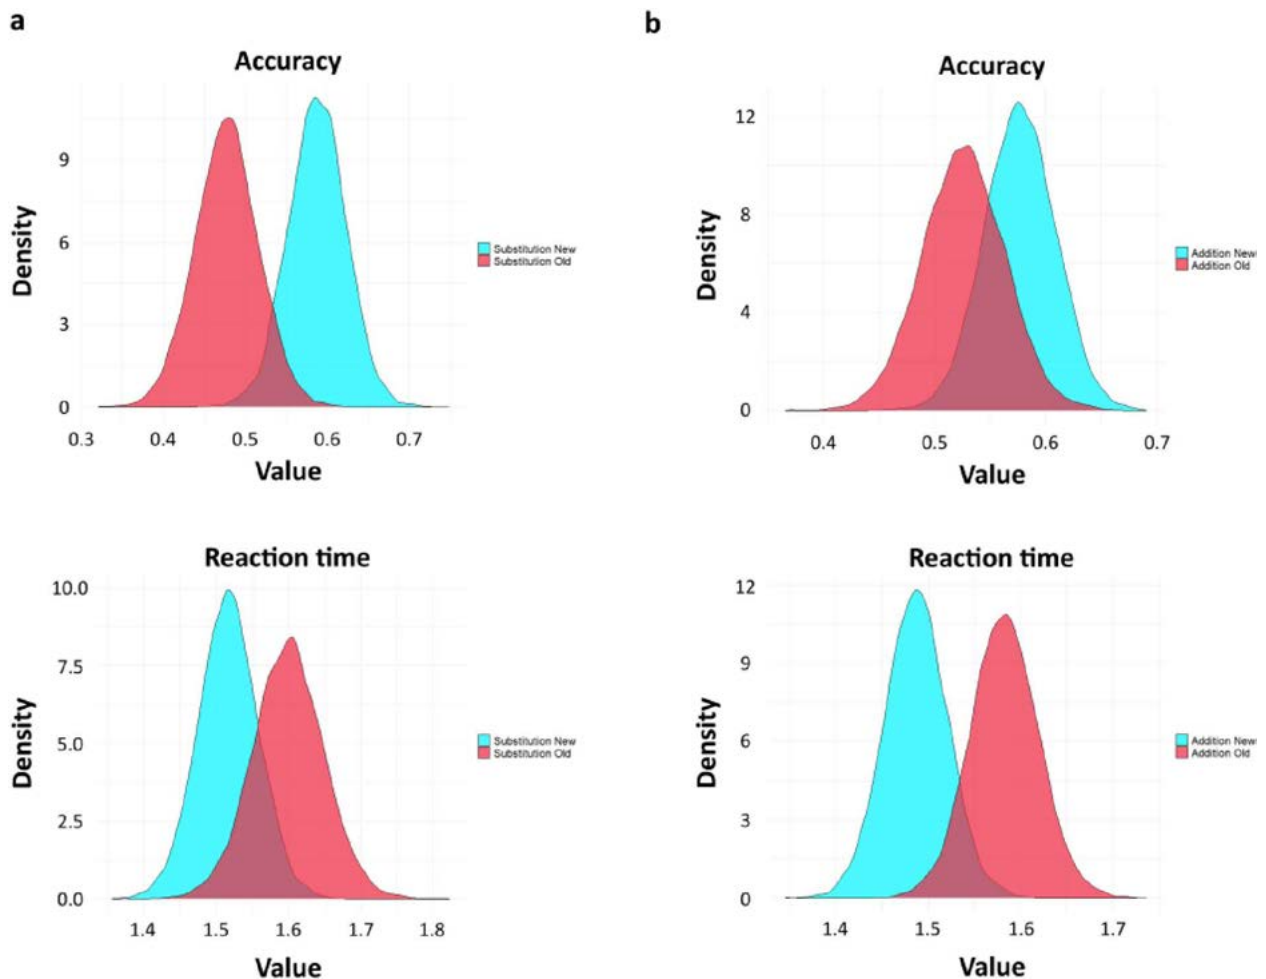 a
Accuracy
Density
9
6
3
0
0.3 0.4 0.5 0.6 0.7
Value
Substitution New
Substitution Old
b
Accuracy
Density
12
8
4
0
0.4 0.5 0.6 0.7
Value
Addition New
Addition Old
Reaction time
Density
10.0
7.5
5.0
2.5
0.0
1.4 1.5 1.6 1.7 1.8
Value
Substitution New
Substitution Old
Reaction time
Density
12
9
6
3
0
1.4 1.5 1.6 1.7
Value
Addition New
Addition Old